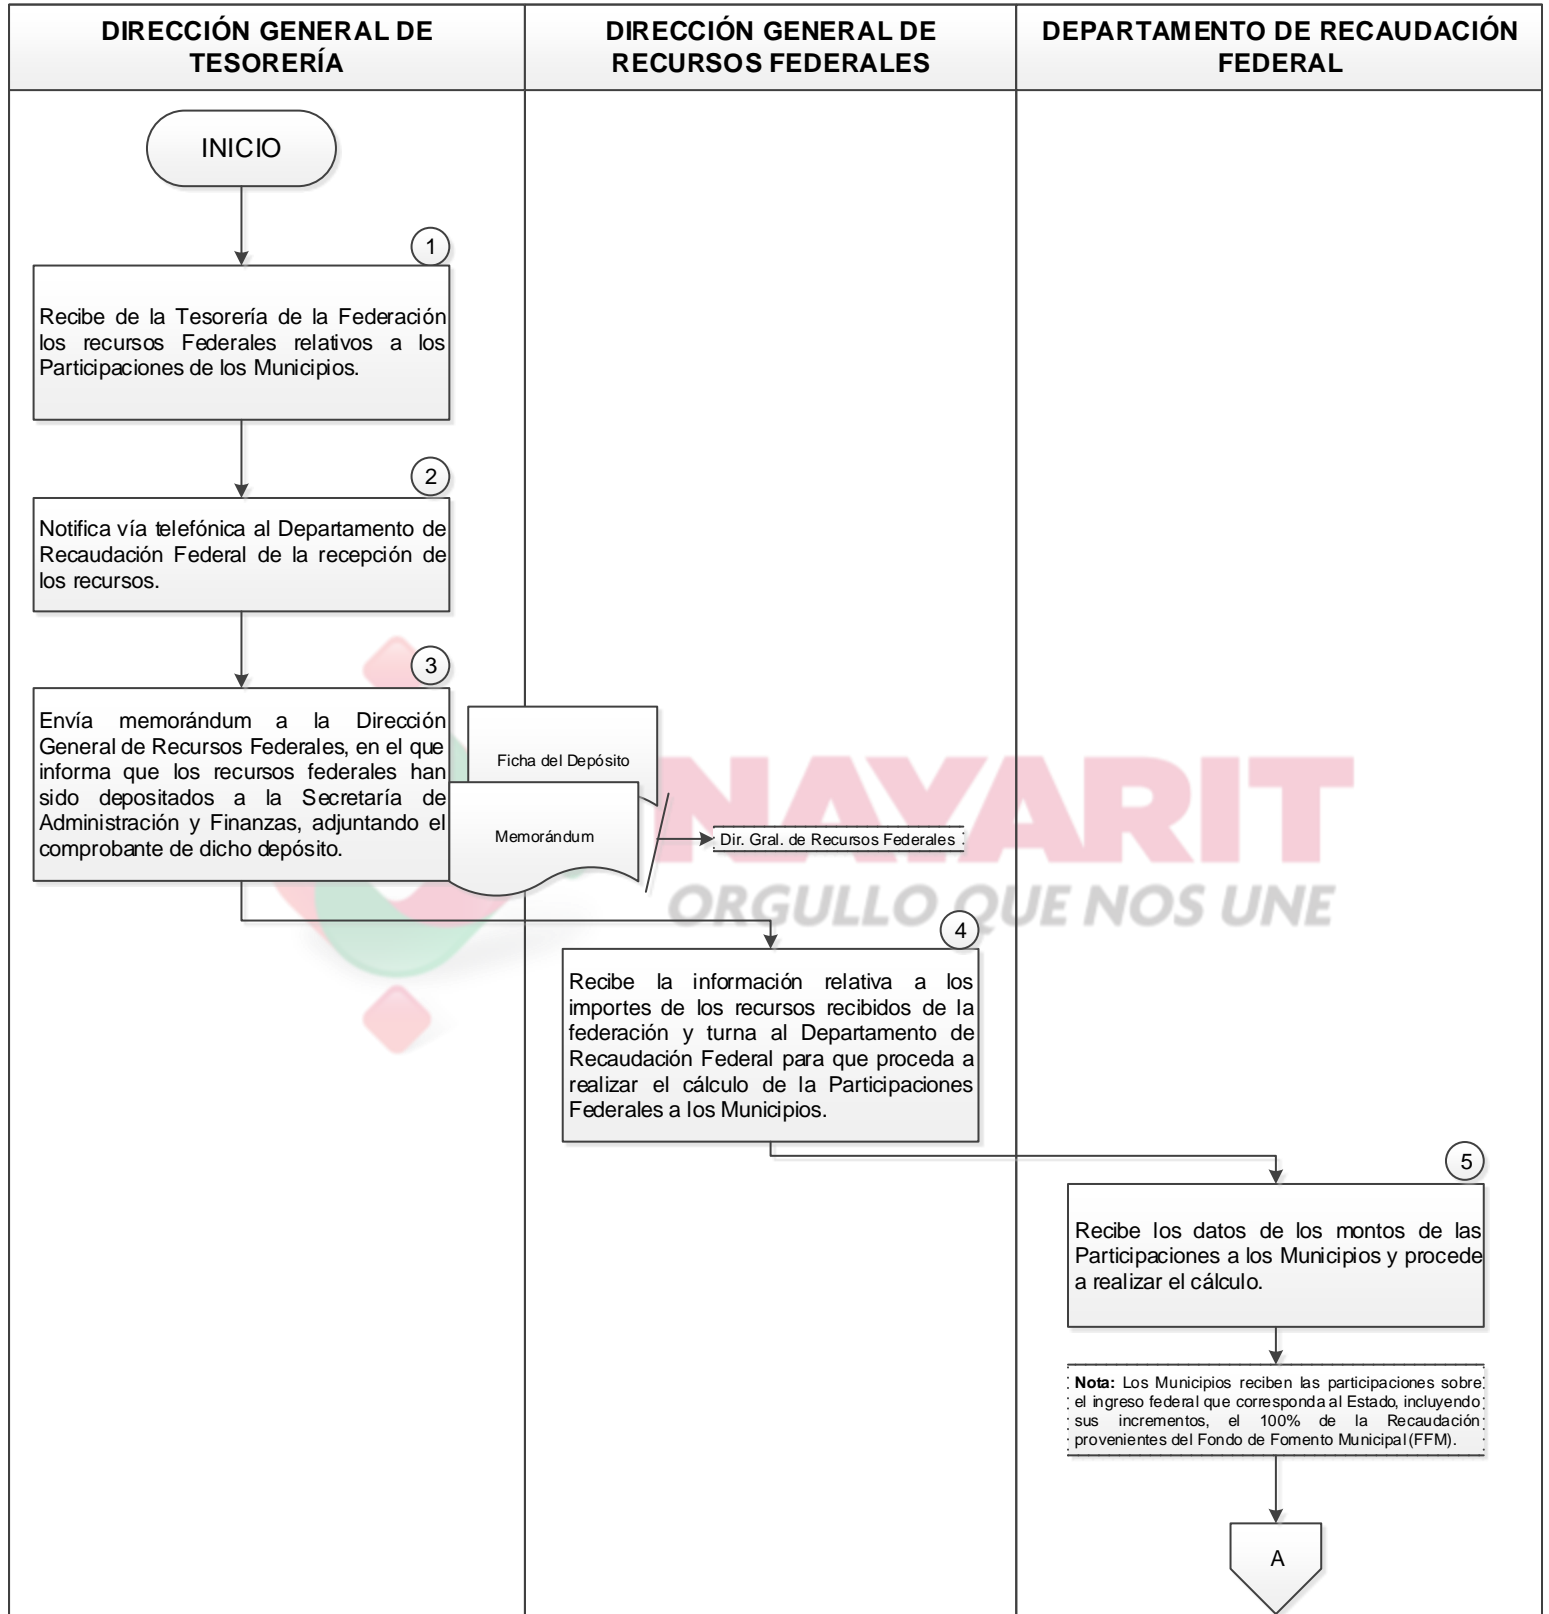 DIRECCIÓN GENERAL DE
TESORERÍA
DIRECCIÓN GENERAL DE
RECURSOS FEDERALES
DEPARTAMENTO DE RECAUDACIÓN
FEDERAL
INICIO
1
Recibe de la Tesorería de la Federación
los recursos Federales relativos a los
Participaciones de los Municipios.
2
Notifica vía telefónica al Departamento de
Recaudación Federal de la recepción de
los recursos.
3
Envía memorándum a la Dirección
General de Recursos Federales, en el que
informa que los recursos federales han
sido depositados a la Secretaría de
Administración y Finanzas, adjuntando el
comprobante de dicho depósito.
Ficha del Depósito
Memorándum
Dir. Gral. de Recursos Federales
NAYARIT
ORGULLO QUE NOS UNE
4
Recibe la información relativa a los
importes de los recursos recibidos de la
federación y turna al Departamento de
Recaudación Federal para que proceda a
realizar el cálculo de la Participaciones
Federales a los Municipios.
5
Recibe los datos de los montos de las
Participaciones a los Municipios y procede
a realizar el cálculo.
Nota: Los Municipios reciben las participaciones sobre
el ingreso federal que corresponda al Estado, incluyendo
sus incrementos, el 100% de la Recaudación
provenientes del Fondo de Fomento Municipal (FFM).
A